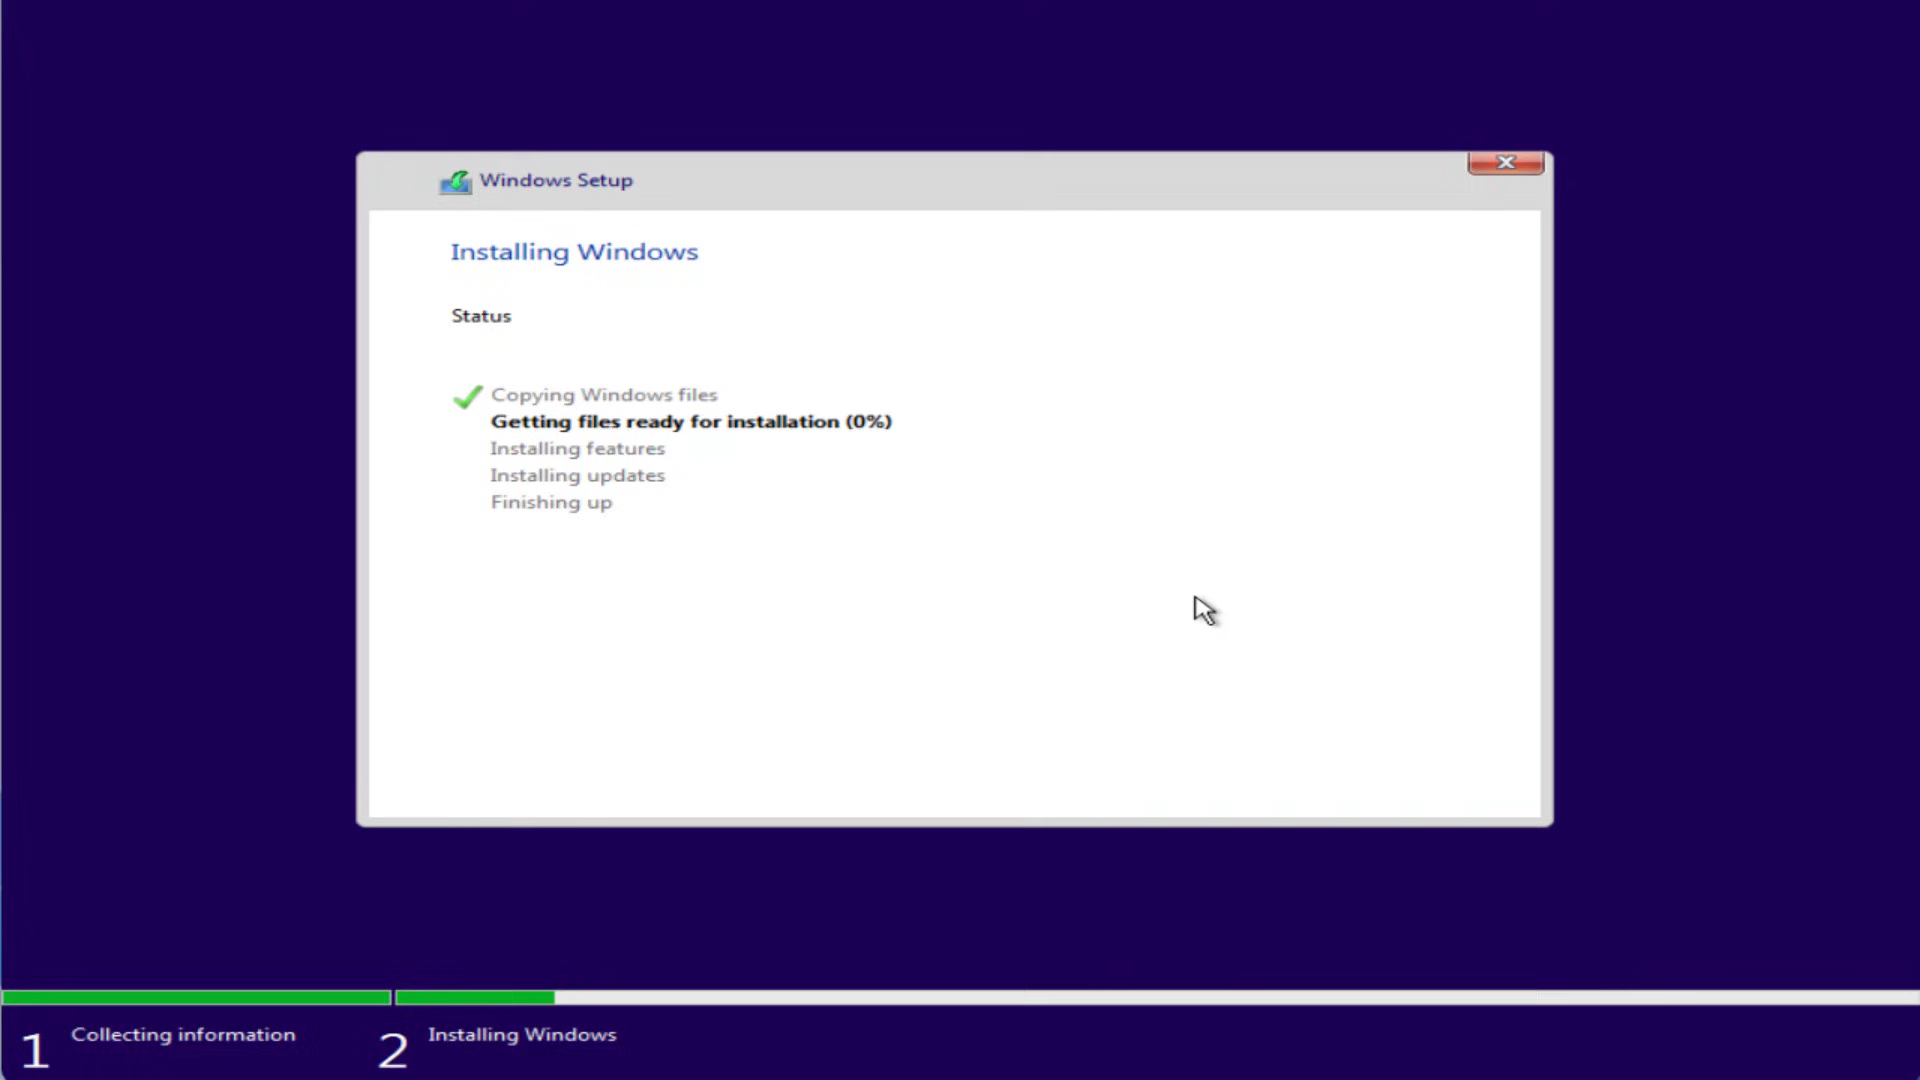 Windows Setup
Installing Windows
Status
Copying Windows files
Getting files ready for installation (0%)
Installing features
Installing updates
Finishing up
1 Collecting information
2 Installing Windows